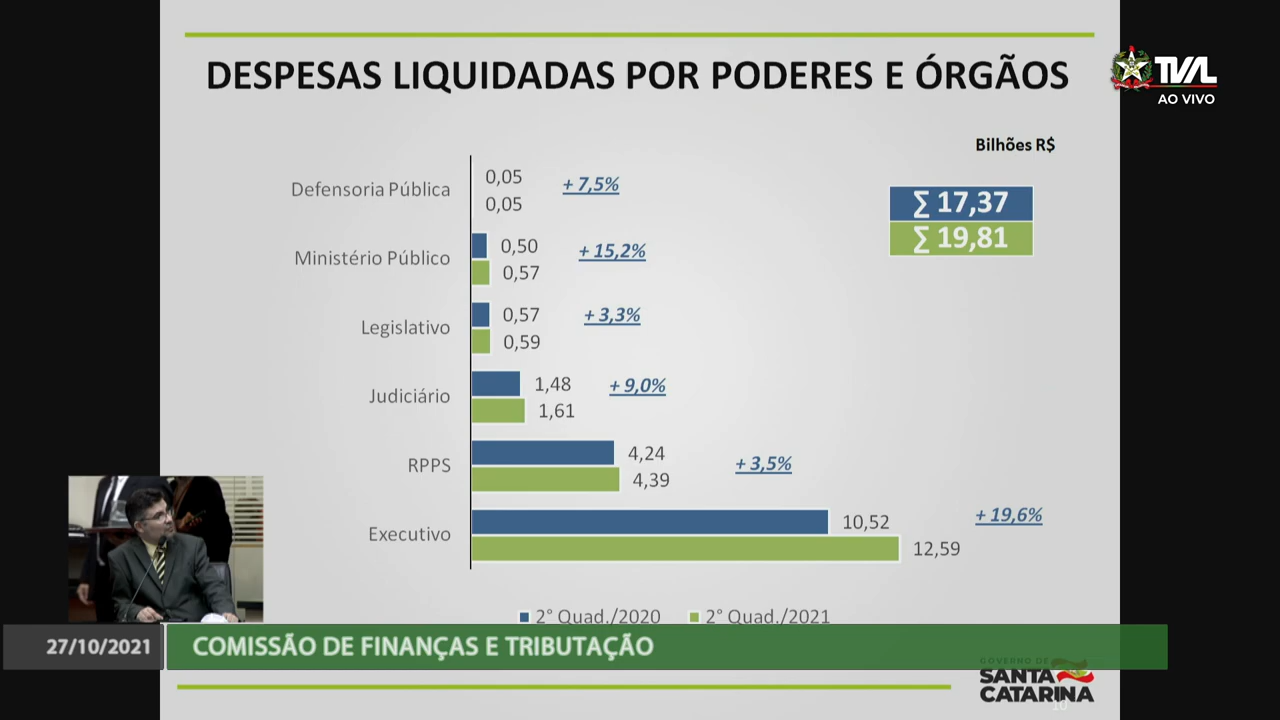 DESPESAS LIQUIDADAS POR PODERES E ÓRGÃOS
TVAL
AO VIVO
Bilhões R$
∑ 17,37
∑ 19,81
Defensoria Pública
0,05
0,05
+ 7,5%
Ministério Público
0,50
0,57
+ 15,2%
Legislativo
0,57
0,59
+ 3,3%
Judiciário
1,48
1,61
+ 9,0%
RPPS
4,24
4,39
+ 3,5%
Executivo
10,52
12,59
+ 19,6%
2° Quad./2020
2° Quad./2021
27/10/2021
COMISSÃO DE FINANÇAS E TRIBUTAÇÃO
GOVERNO DE
SANTA
CATARINA
10